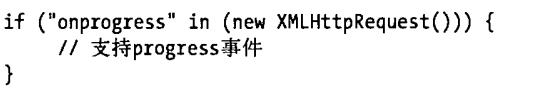 if ("onprogress" in (new XMLHttpRequest())) {
    // 支持progress事件
}